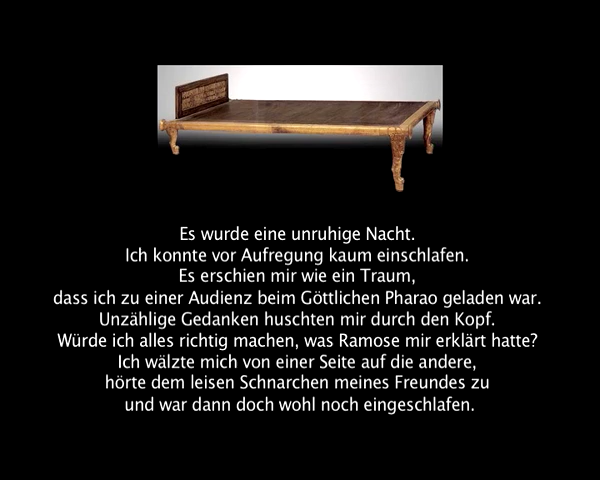 Es wurde eine unruhige Nacht.
Ich konnte vor Aufregung kaum einschlafen.
Es erschien mir wie ein Traum,
dass ich zu einer Audienz beim Göttlichen Pharao geladen war.
Unzählige Gedanken huschten mir durch den Kopf.
Würde ich alles richtig machen, was Ramose mir erklärt hatte?
Ich wälzte mich von einer Seite auf die andere,
hörte dem leisen Schnarchen meines Freundes zu
und war dann doch wohl noch eingeschlafen.